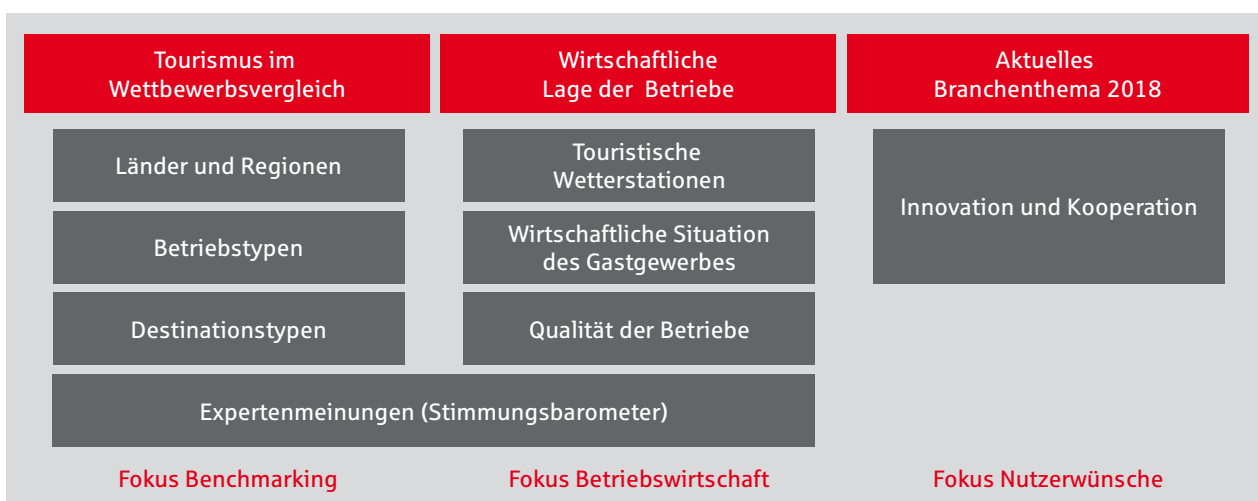 Tourismus im
Wettbewerbsvergleich
Länder und Regionen
Betriebstypen
Destinationstypen
Wirtschaftliche
Lage der Betriebe
Touristische
Wetterstationen
Wirtschaftliche Situation
des Gastgewerbes
Qualität der Betriebe
Expertenmeinungen (Stimmungsbarometer)
Aktuelles
Branchenthema 2018
Innovation und Kooperation
Fokus Benchmarking
Fokus Betriebswirtschaft
Fokus Nutzerwünsche